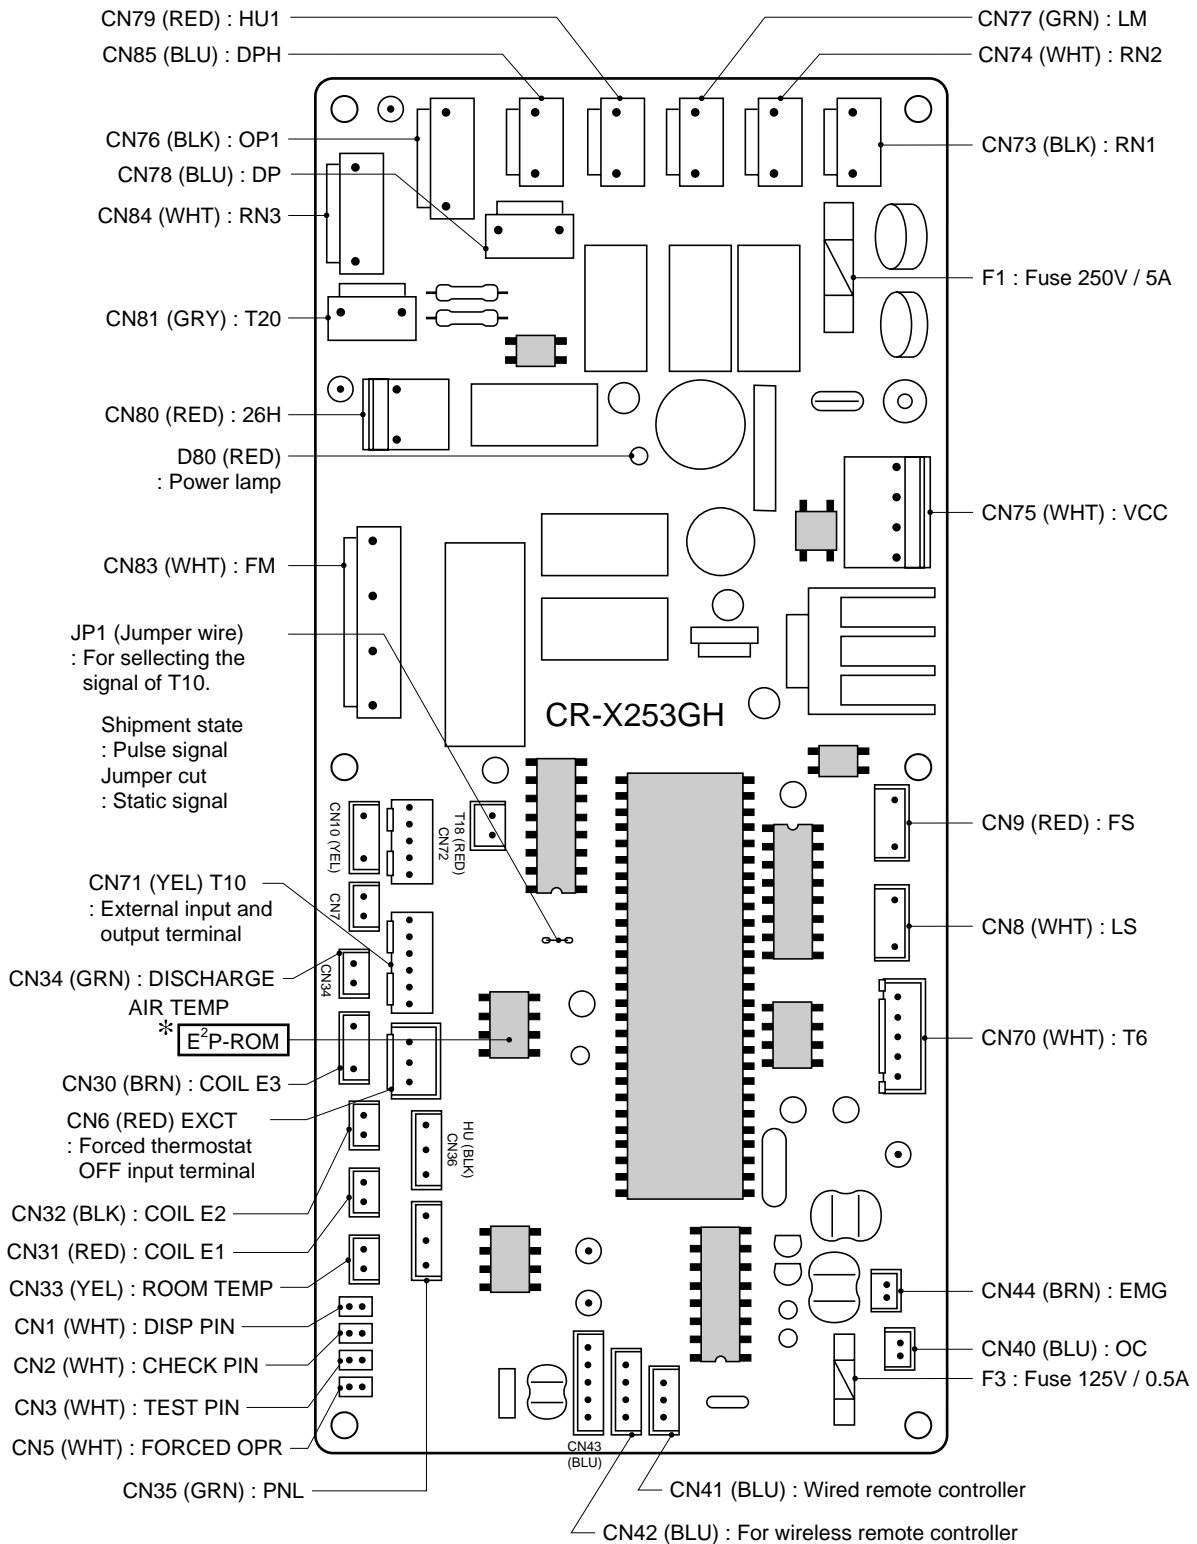 CN79 (RED) : HU1
CN85 (BLU) : DPH
CN76 (BLK) : OP1
CN78 (BLU) : DP
CN84 (WHT) : RN3
CN81 (GRY) : T20
CN80 (RED) : 26H
D80 (RED)
: Power lamp
CN83 (WHT) : FM
JP1 (Jumper wire)
: For sellecting the
signal of T10.
Shipment state
: Pulse signal
Jumper cut
: Static signal
CN71 (YEL) T10
: External input and
output terminal
CN34 (GRN) : DISCHARGE
AIR TEMP
* E²P-ROM
CN30 (BRN) : COIL E3
CN6 (RED) EXCT
: Forced thermostat
OFF input terminal
CN32 (BLK) : COIL E2
CN31 (RED) : COIL E1
CN33 (YEL) : ROOM TEMP
CN1 (WHT) : DISP PIN
CN2 (WHT) : CHECK PIN
CN3 (WHT) : TEST PIN
CN5 (WHT) : FORCED OPR
CN35 (GRN) : PNL
CR-X253GH
CN10 (YEL)
T18 (RED)
CN72
CN7
CN34
HU (BLK)
CN36
CN43
(BLU)
CN77 (GRN) : LM
CN74 (WHT) : RN2
CN73 (BLK) : RN1
F1 : Fuse 250V / 5A
CN75 (WHT) : VCC
CN9 (RED) : FS
CN8 (WHT) : LS
CN70 (WHT) : T6
CN44 (BRN) : EMG
CN40 (BLU) : OC
F3 : Fuse 125V / 0.5A
CN41 (BLU) : Wired remote controller
CN42 (BLU) : For wireless remote controller